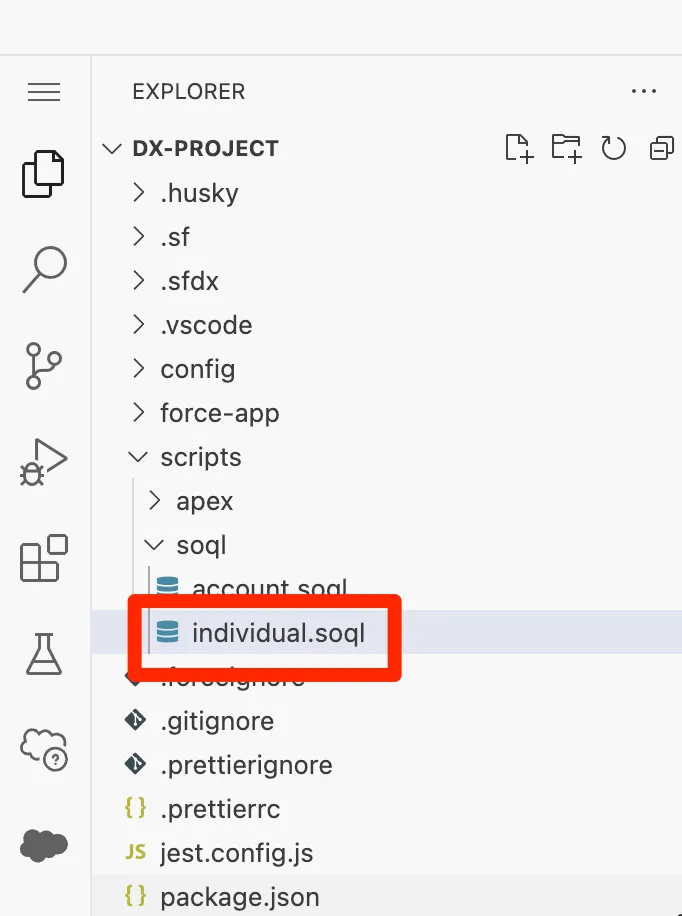 EXPLORER
DX-PROJECT
.husky
.sf
.sfdx
.vscode
config
force-app
scripts
apex
soql
account.soql
individual.soql
.forceignore
.gitignore
.prettierignore
{} .prettierrc
JS jest.config.js
{} package.json